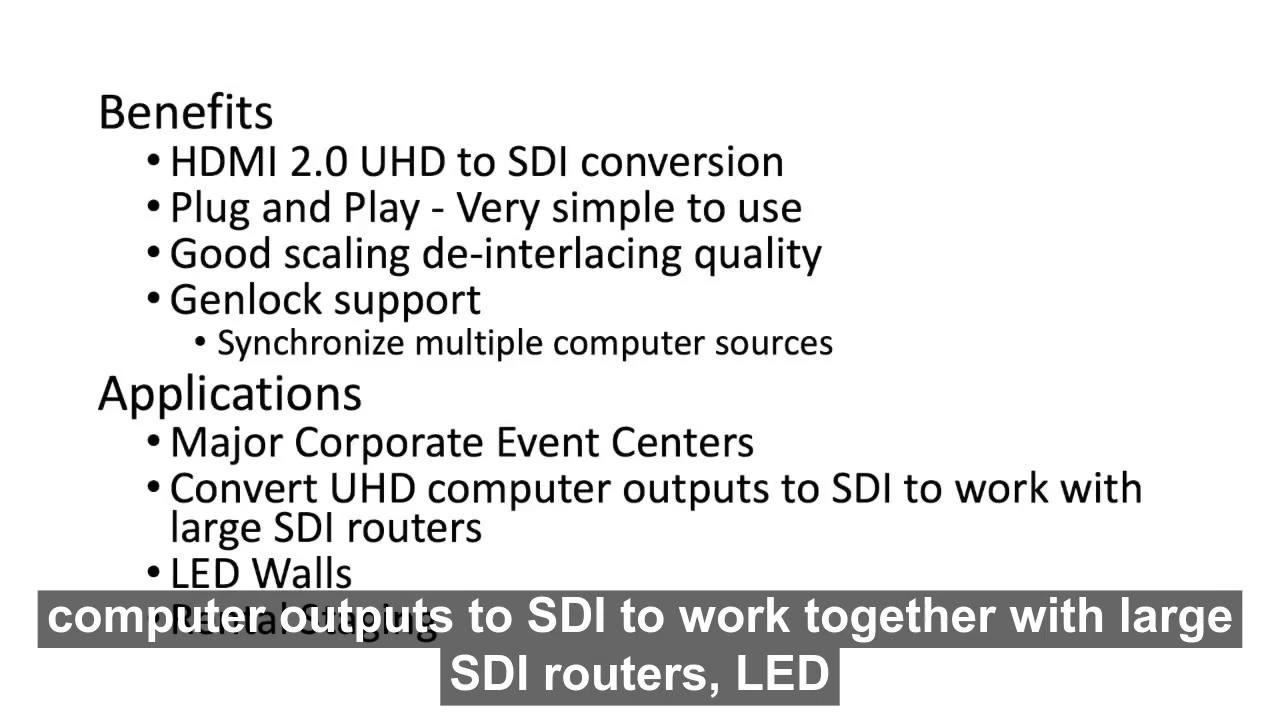 Benefits
• HDMI 2.0 UHD to SDI conversion
• Plug and Play - Very simple to use
• Good scaling de-interlacing quality
• Genlock support
• Synchronize multiple computer sources
Applications
• Major Corporate Event Centers
• Convert UHD computer outputs to SDI to work with
large SDI routers
• LED Walls
• Rental Staging
computer outputs to SDI to work together with large
SDI routers, LED